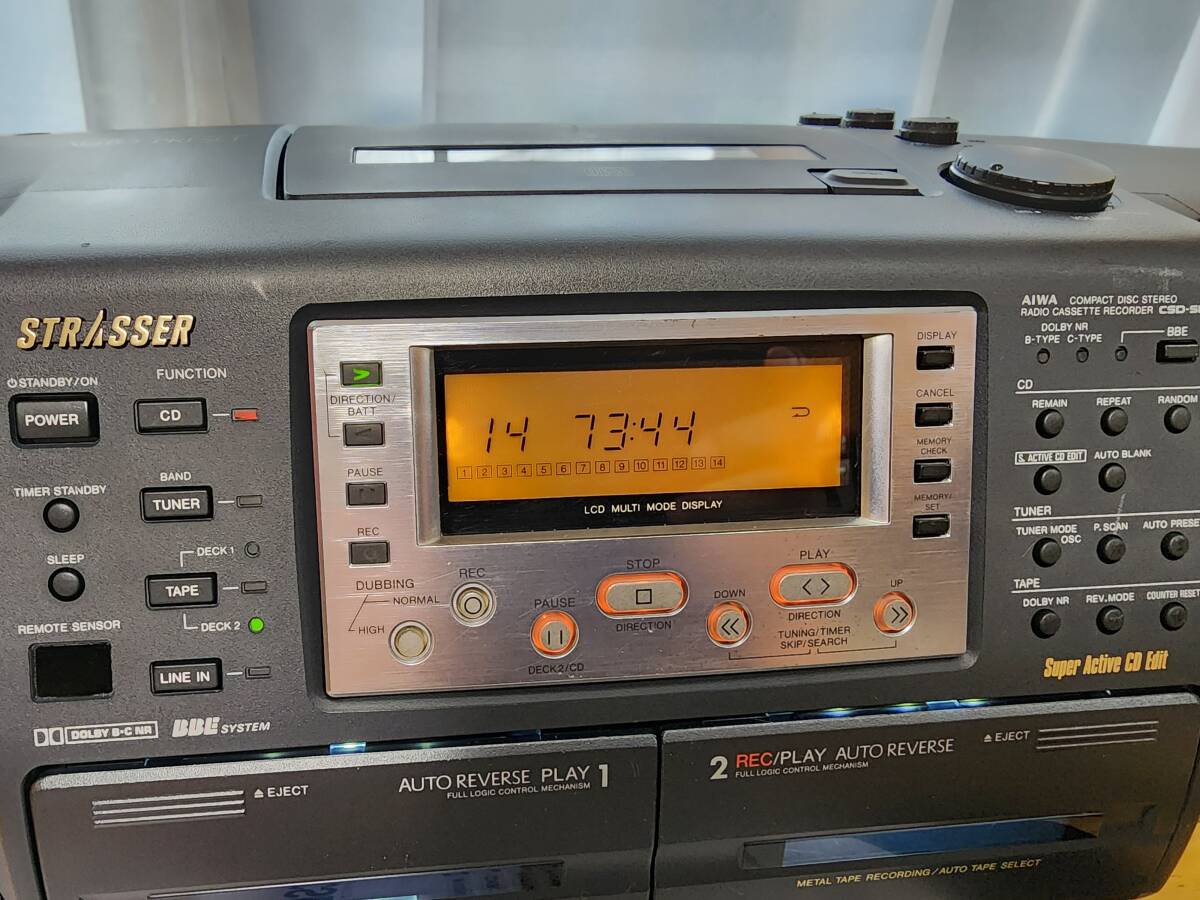 STRASSER
AIWA COMPACT DISC STEREO
RADIO CASSETTE RECORDER
DOLBY NR
B-TYPE C-TYPE
BBE
STANDBY/ON
POWER
FUNCTION
CD
TIMER STANDBY
BAND
TUNER
SLEEP
DECK 1
TAPE
DECK 2
REMOTE SENSOR
LINE IN
DOLBY B·C NR
BBE SYSTEM
DIRECTION/
BATT
PAUSE
REC
14 73:44
1 2 3 4 5 6 7 8 9 10 11 12 13 14
LCD MULTI MODE DISPLAY
DISPLAY
CANCEL
MEMORY
CHECK
MEMORY/
SET
DUBBING
NORMAL
HIGH
REC
PAUSE
DECK2/CD
STOP
DIRECTION
DOWN
PLAY
DIRECTION
UP
TUNING/TIMER
SKIP/SEARCH
CD
REMAIN
REPEAT
RANDOM
S. ACTIVE CD EDIT
AUTO BLANK
TUNER
TUNER MODE
OSC
P.SCAN
AUTO PRESET
TAPE
DOLBY NR
REV.MODE
COUNTER RESET
Super Active CD Edit
EJECT
AUTO REVERSE PLAY 1
FULL LOGIC CONTROL MECHANISM
2 REC/PLAY AUTO REVERSE
FULL LOGIC CONTROL MECHANISM
EJECT
METAL TAPE RECORDING/AUTO TAPE SELECT